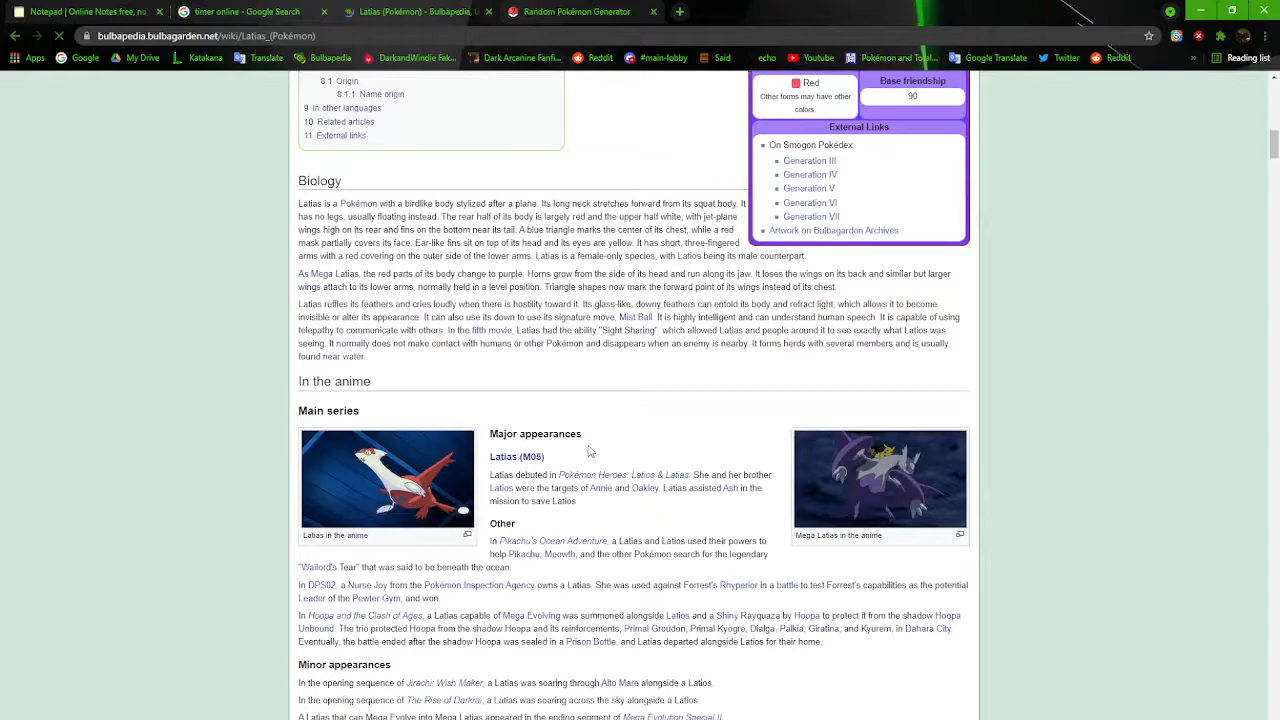 Notepad | Online Notes free, no
timer online - Google Search
Latias (Pokémon) - Bulbapedia, t
Random Pokémon Generator
bulbapedia.bulbagarden.net/wiki/Latias_(Pokémon)
Apps
Google
My Drive
Katakana
Translate
Bulbapedia
DarkandWindie Fak...
Dark Arcanine Fanfic...
Reddit
#main-lobby
Said
echo
Youtube
Pokémon and Total...
Google Translate
Twitter
Reddit
»
Reading list
8.1 Origin
8.1.1 Name origin
9 In other languages
10 Related articles
11 External links
Red
Other forms may have other
colors.
Base friendship
90
External Links
On Smogon Pokédex:
Generation III
Generation IV
Generation V
Generation VI
Generation VII
Artwork on Bulbagarden Archives
Biology
Latias is a Pokémon with a birdlike body stylized after a plane. Its long neck stretches forward from its squat body. It
has no legs, usually floating instead. The rear half of its body is largely red and the upper half white, with jet-plane
wings high on its rear and fins on the bottom near its tail. A blue triangle marks the center of its chest, while a red
mask partially covers its face. Ear-like fins sit on top of its head and its eyes are yellow. It has short, three-fingered
arms with a red covering on the outer side of the lower arms. Latias is a female-only species, with Latios being its male counterpart.
As Mega Latias, the red parts of its body change to purple. Horns grow from the side of its head and run along its jaw. It loses the wings on its back and similar but larger
wings attach to its lower arms, normally held in a level position. Triangle shapes now mark the forward point of its wings instead of its chest.
Latias ruffles its feathers and cries loudly when there is hostility toward it. Its glass-like, downy feathers can enfold its body and refract light, which allows it to become
invisible or alter its appearance. It can also use its down to use its signature move, Mist Ball. It is highly intelligent and can understand human speech. It is capable of using
telepathy to communicate with others. In the fifth movie, Latias had the ability "Sight Sharing", which allowed Latias and people around it to see exactly what Latios was
seeing. It normally does not make contact with humans or other Pokémon and disappears when an enemy is nearby. It forms herds with several members and is usually
found near water.
In the anime
Main series
Major appearances
Latias (M05)
Latias debuted in Pokémon Heroes: Latios & Latias. She and her brother
Latios were the targets of Annie and Oakley. Latias assisted Ash in the
mission to save Latios
Other
In Pikachu's Ocean Adventure, a Latias and Latios used their powers to
help Pikachu, Meowth, and the other Pokémon search for the legendary
Latias in the anime
Mega Latias in the anime
"Wailord's Tear" that was said to be beneath the ocean.
In DPS02, a Nurse Joy from the Pokémon Inspection Agency owns a Latias. She was used against Forrest's Rhyperior in a battle to test Forrest's capabilities as the potential
Leader of the Pewter Gym, and won.
In Hoopa and the Clash of Ages, a Latias capable of Mega Evolving was summoned alongside Latios and a Shiny Rayquaza by Hoopa to protect it from the shadow Hoopa
Unbound. The trio protected Hoopa from the shadow Hoopa and its reinforcements, Primal Groudon, Primal Kyogre, Dialga, Palkia, Giratina, and Kyurem, in Dahara City.
Eventually, the battle ended after the shadow Hoopa was sealed in a Prison Bottle, and Latias departed alongside Latios for their home.
Minor appearances
In the opening sequence of Jirachi: Wish Maker, a Latias was soaring through Alto Mare alongside a Latios.
In the opening sequence of The Rise of Darkrai, a Latias was soaring across the sky alongside a Latios.
A Latias that can Mega Evolve into Mega Latias appeared in the ending segment of Mega Evolution Special II.